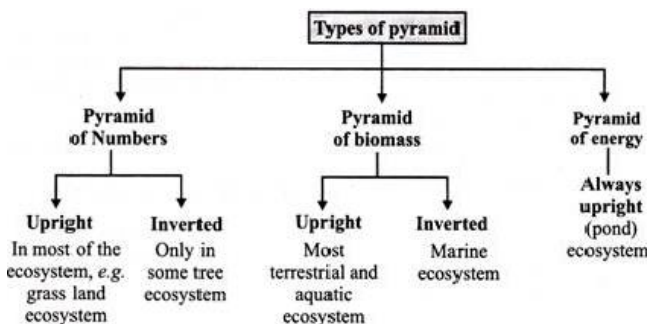 Types of pyramid
Pyramid
of Numbers
Pyramid
of biomass
Pyramid
of energy
Upright
In most of the
ecosystem, e.g.
grass land
ecosystem
Inverted
Only in
some tree
ecosystem
Upright
Most
terrestrial and
aquatic ecosystem
Inverted
Marine
ecosystem
Always
upright
(pond)
ecosystem